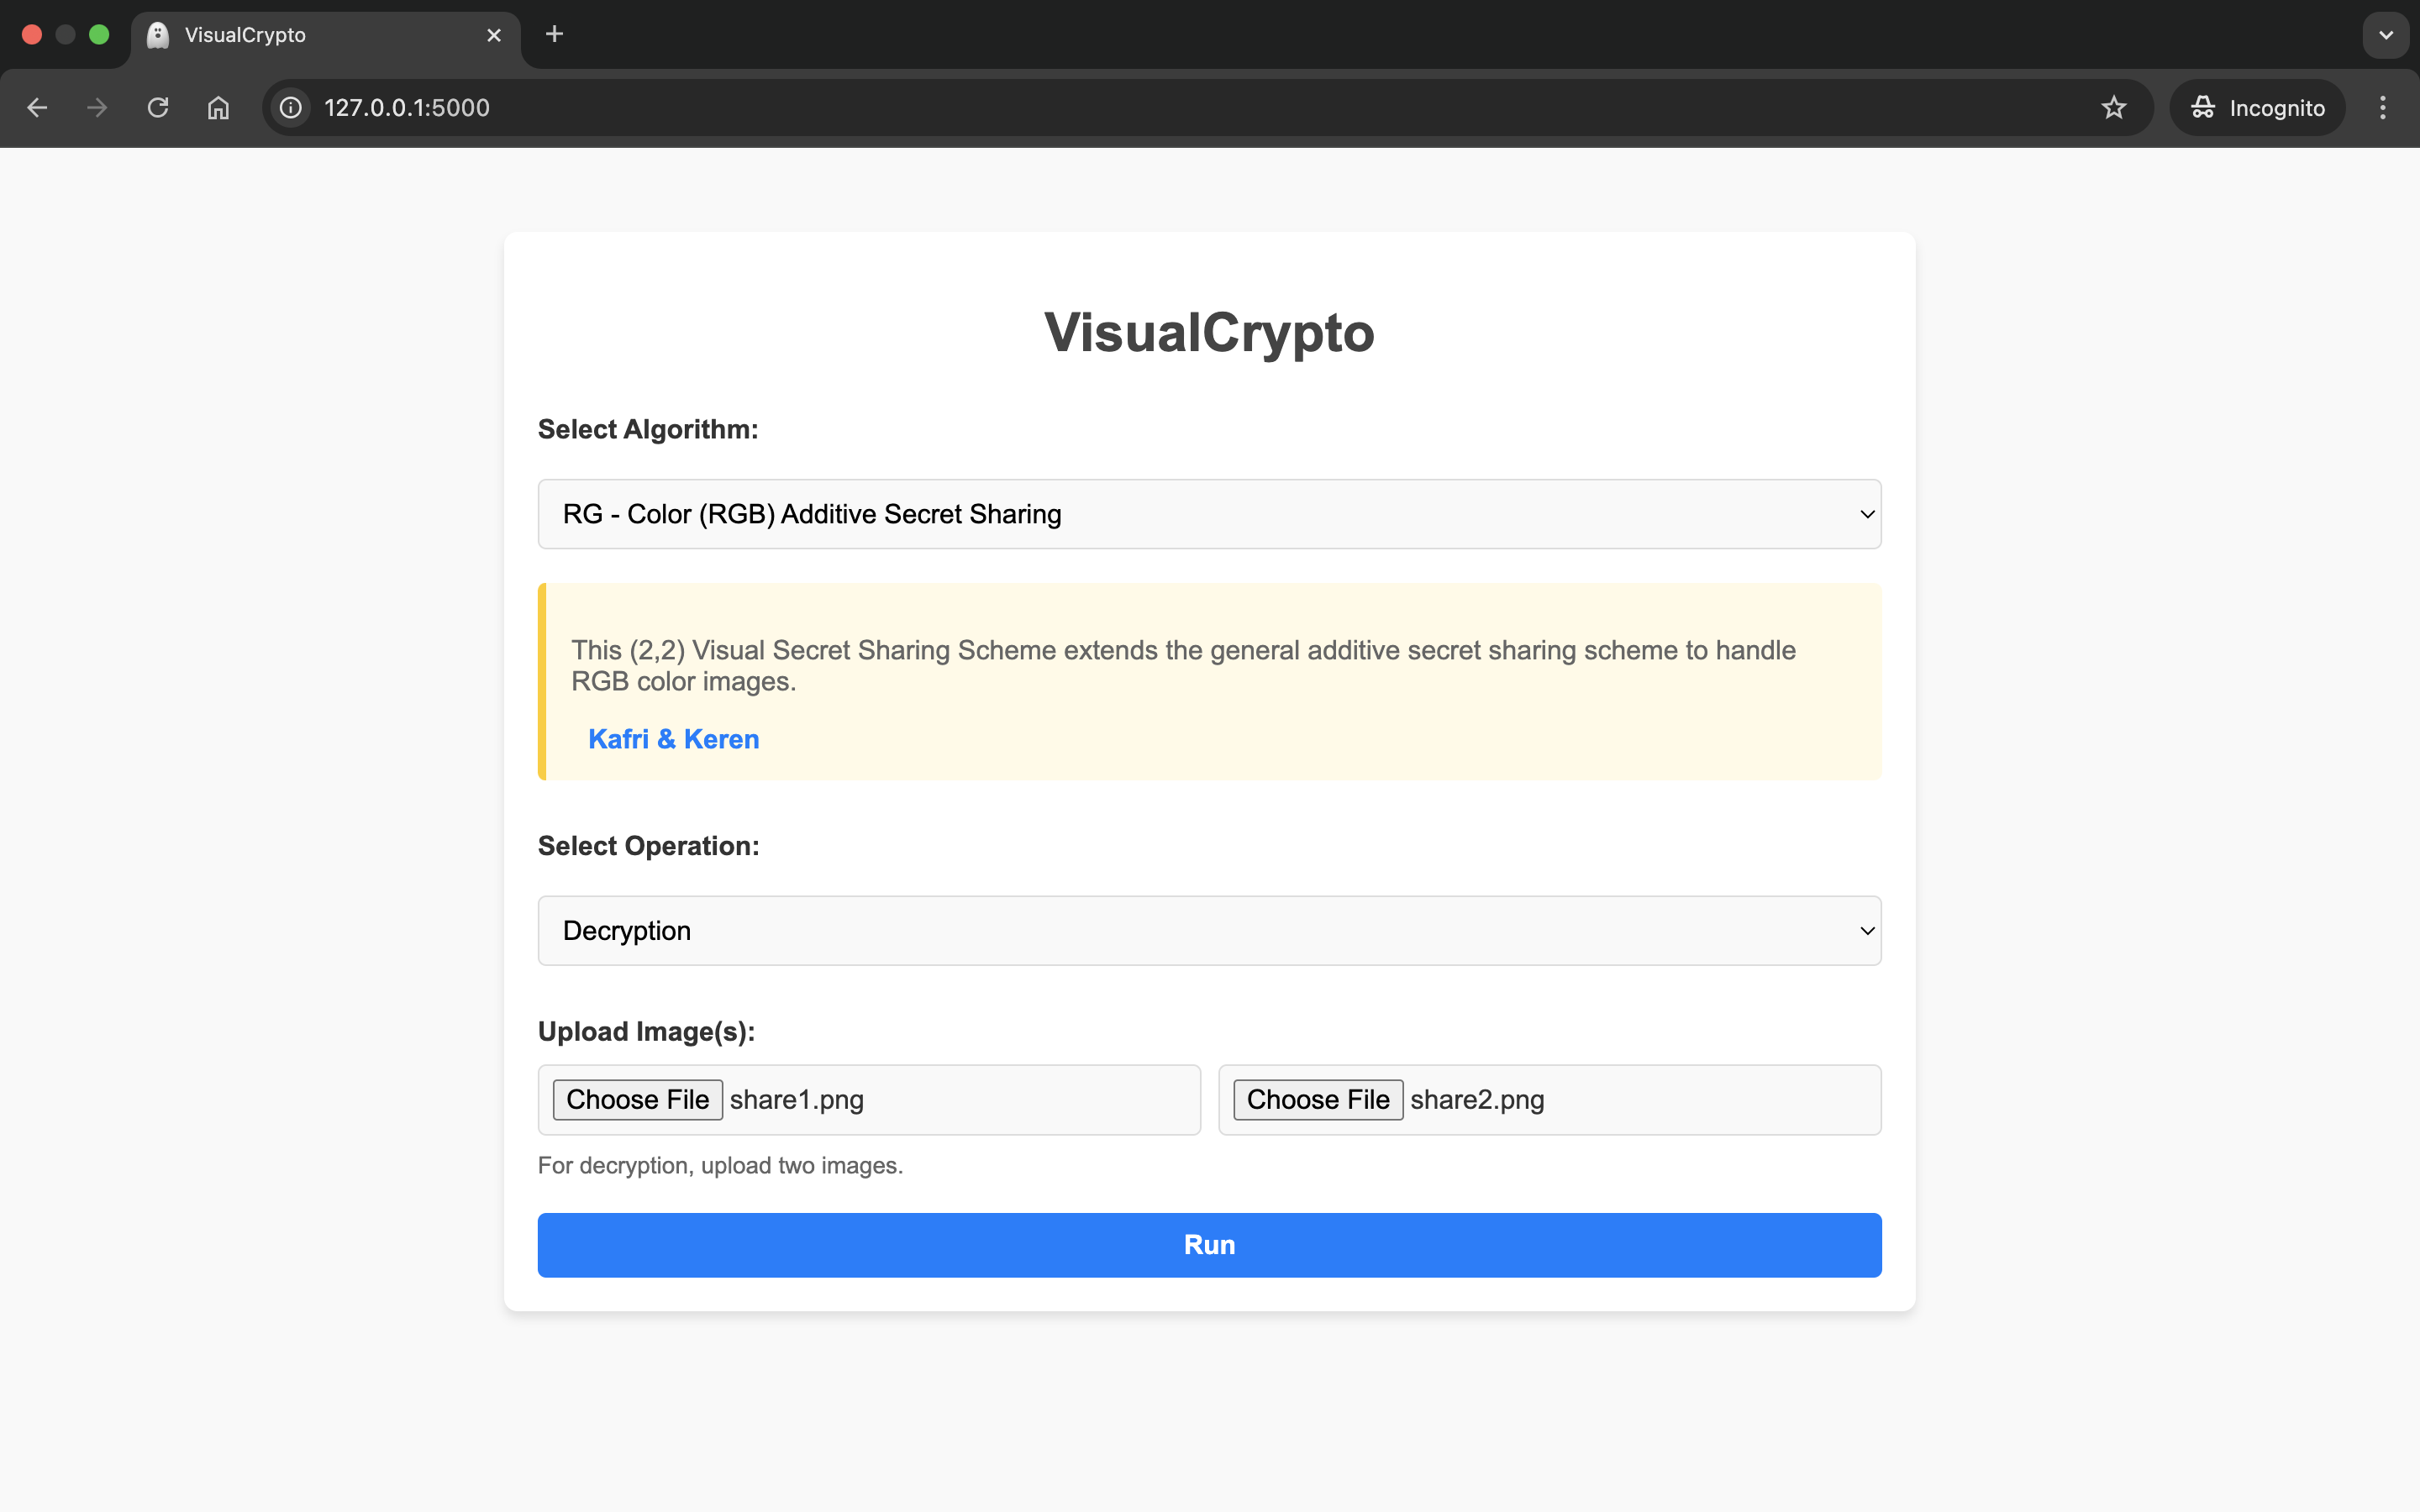 VisualCrypto
127.0.0.1:5000
Incognito
VisualCrypto
Select Algorithm:
RG - Color (RGB) Additive Secret Sharing
This (2,2) Visual Secret Sharing Scheme extends the general additive secret sharing scheme to handle
RGB color images.
Kafri & Keren
Select Operation:
Decryption
Upload Image(s):
Choose File share1.png
Choose File share2.png
For decryption, upload two images.
Run